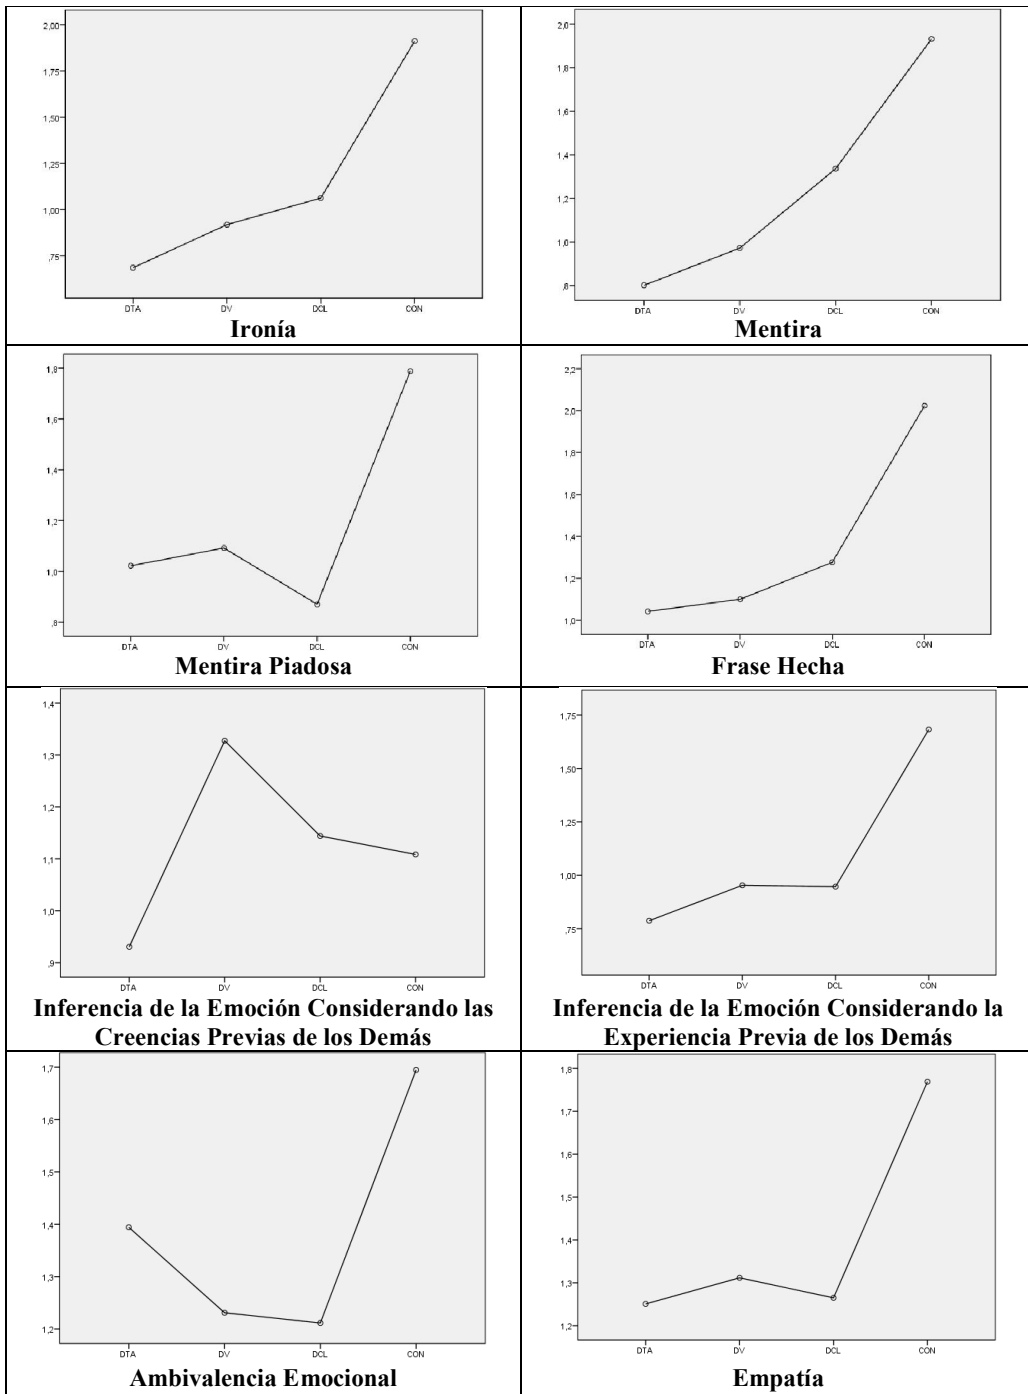 2,00
1,75
1,50
1,25
1,00
,75
DTA DV DCL CON
Ironía
2,0
1,8
1,6
1,4
1,2
1,0
,8
DTA DV DCL CON
Mentira
1,8
1,6
1,4
1,2
1,0
,8
DTA DV DCL CON
Mentira Piadosa
2,2
2,0
1,8
1,6
1,4
1,2
1,0
DTA DV DCL CON
Frase Hecha
1,4
1,3
1,2
1,1
1,0
,9
DTA DV DCL CON
Inferencia de la Emoción Considerando las
Creencias Previas de los Demás
1,75
1,50
1,25
1,00
,75
DTA DV DCL CON
Inferencia de la Emoción Considerando la
Experiencia Previa de los Demás
1,7
1,6
1,5
1,4
1,3
1,2
DTA DV DCL CON
Ambivalencia Emocional
1,8
1,7
1,6
1,5
1,4
1,3
1,2
DTA DV DCL CON
Empatía